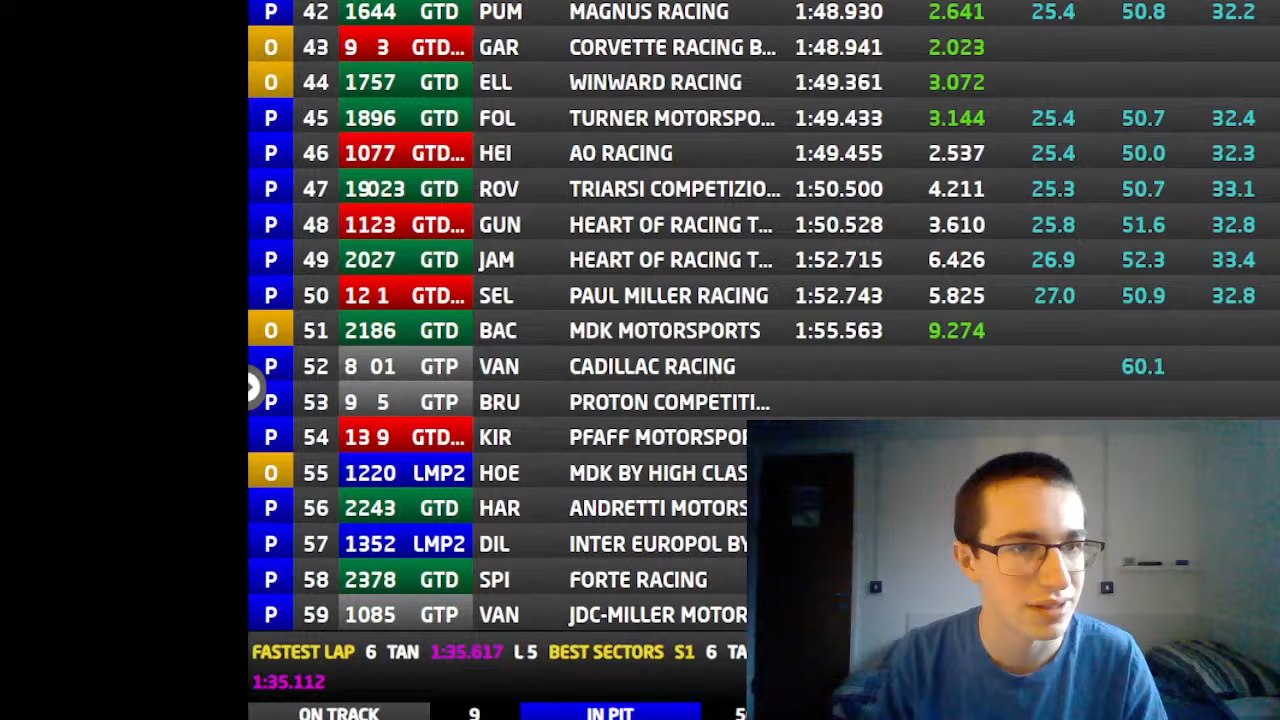 P 42 1644 GTD PUM MAGNUS RACING 1:48.930 2.641 25.4 50.8 32.2
O 43 9 3 GTD... GAR CORVETTE RACING B... 1:48.941 2.023
O 44 1757 GTD ELL WINWARD RACING 1:49.361 3.072
P 45 1896 GTD FOL TURNER MOTORSPO... 1:49.433 3.144 25.4 50.7 32.4
P 46 1077 GTD... HEI AO RACING 1:49.455 2.537 25.4 50.0 32.3
P 47 19023 GTD ROV TRIARSI COMPETIZIO... 1:50.500 4.211 25.3 50.7 33.1
P 48 1123 GTD... GUN HEART OF RACING T... 1:50.528 3.610 25.8 51.6 32.8
P 49 2027 GTD JAM HEART OF RACING T... 1:52.715 6.426 26.9 52.3 33.4
P 50 12 1 GTD... SEL PAUL MILLER RACING 1:52.743 5.825 27.0 50.9 32.8
O 51 2186 GTD BAC MDK MOTORSPORTS 1:55.563 9.274
P 52 8 01 GTP VAN CADILLAC RACING 60.1
P 53 9 5 GTP BRU PROTON COMPETITI...
P 54 13 9 GTD... KIR PFAFF MOTORSPOR
O 55 1220 LMP2 HOE MDK BY HIGH CLAS
P 56 2243 GTD HAR ANDRETTI MOTORS
P 57 1352 LMP2 DIL INTER EUROPOL BY
P 58 2378 GTD SPI FORTE RACING
P 59 1085 GTP VAN JDC-MILLER MOTOR
FASTEST LAP 6 TAN 1:35.617 L 5 BEST SECTORS S1 6 TA
1:35.112
ON TRACK 9 IN PIT 5